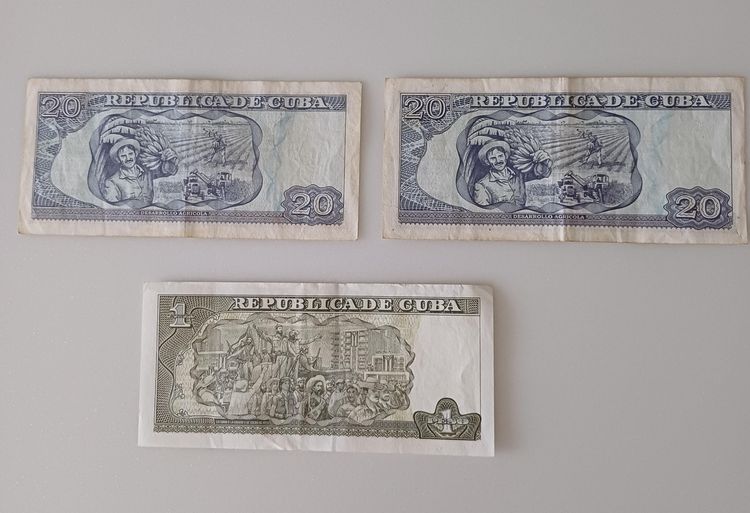 20 REPUBLICA DE CUBA
DESARROLLO AGRICOLA
20
20 REPUBLICA DE CUBA
DESARROLLO AGRICOLA
20
1 REPUBLICA DE CUBA
1